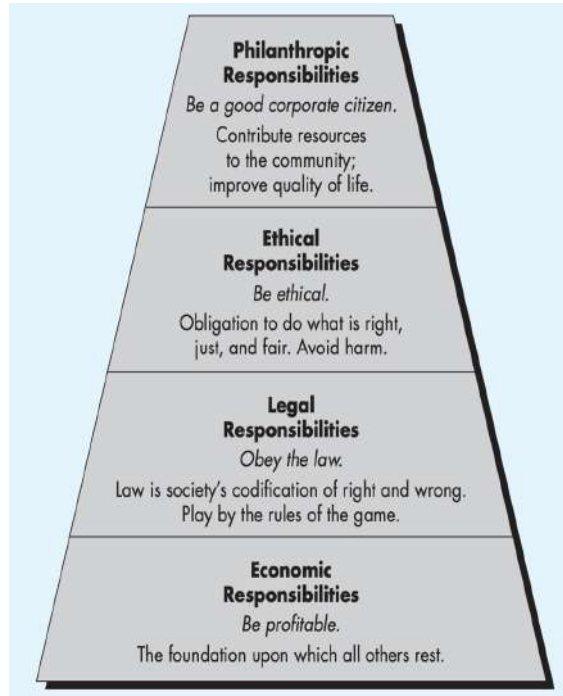 Philanthropic
Responsibilities
Be a good corporate citizen.
Contribute resources
to the community;
improve quality of life.
Ethical
Responsibilities
Be ethical.
Obligation to do what is right,
just, and fair. Avoid harm.
Legal
Responsibilities
Obey the law.
Law is society's codification of right and wrong.
Play by the rules of the game.
Economic
Responsibilities
Be profitable.
The foundation upon which all others rest.